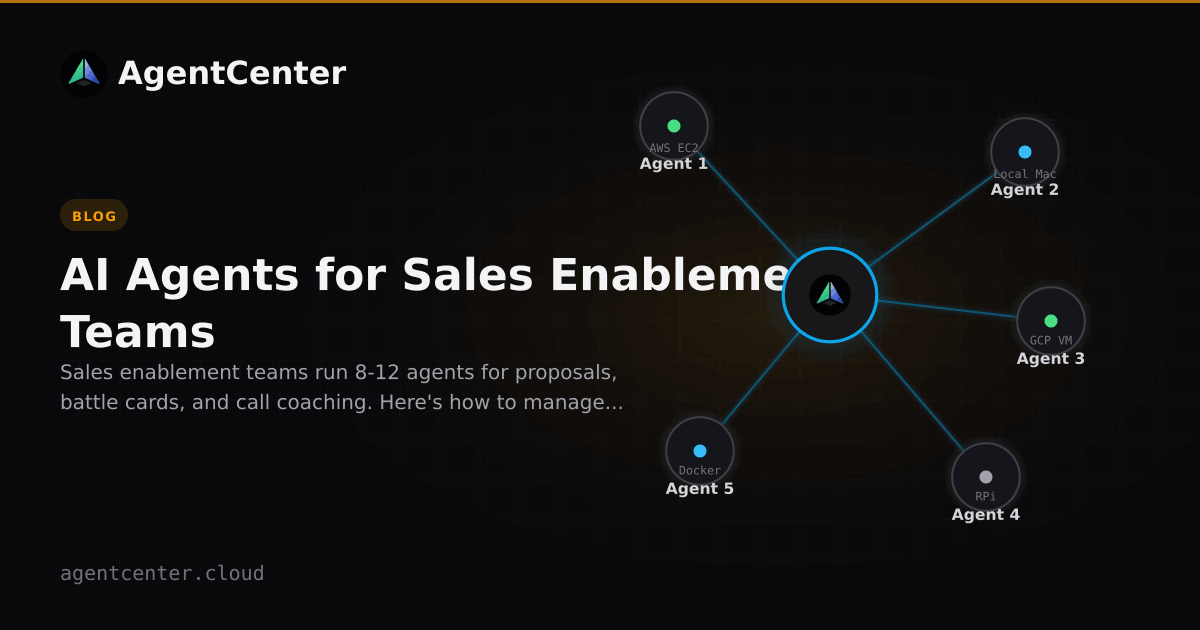 AgentCenter
BLOG
AI Agents for Sales Enableme
Teams
Sales enablement teams run 8-12 agents for proposals,
battle cards, and call coaching. Here's how to manage...
agentcenter.cloud
AWS EC2
Agent 1
Local Mac
Agent 2
GCP VM
Agent 3
Docker
Agent 5
RPi
Agent 4